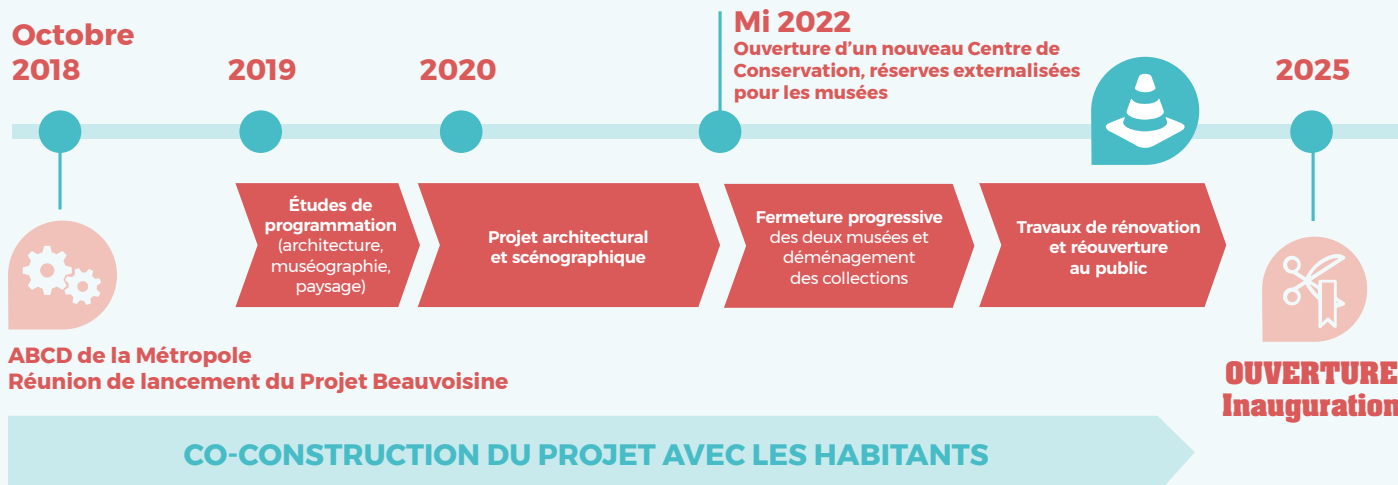 Octobre
2018
2019
2020
Mi 2022
Ouverture d'un nouveau Centre de
Conservation, réserves externalisées
pour les musées
2025
Études de
programmation
(architecture,
muséographie,
paysage)
Projet architectural
et scénographique
Fermeture progressive
des deux musées et
déménagement
des collections
Travaux de rénovation
et réouverture
au public
ABCD de la Métropole
Réunion de lancement du Projet Beauvoisine
OUVERTURE
Inauguration
CO-CONSTRUCTION DU PROJET AVEC LES HABITANTS